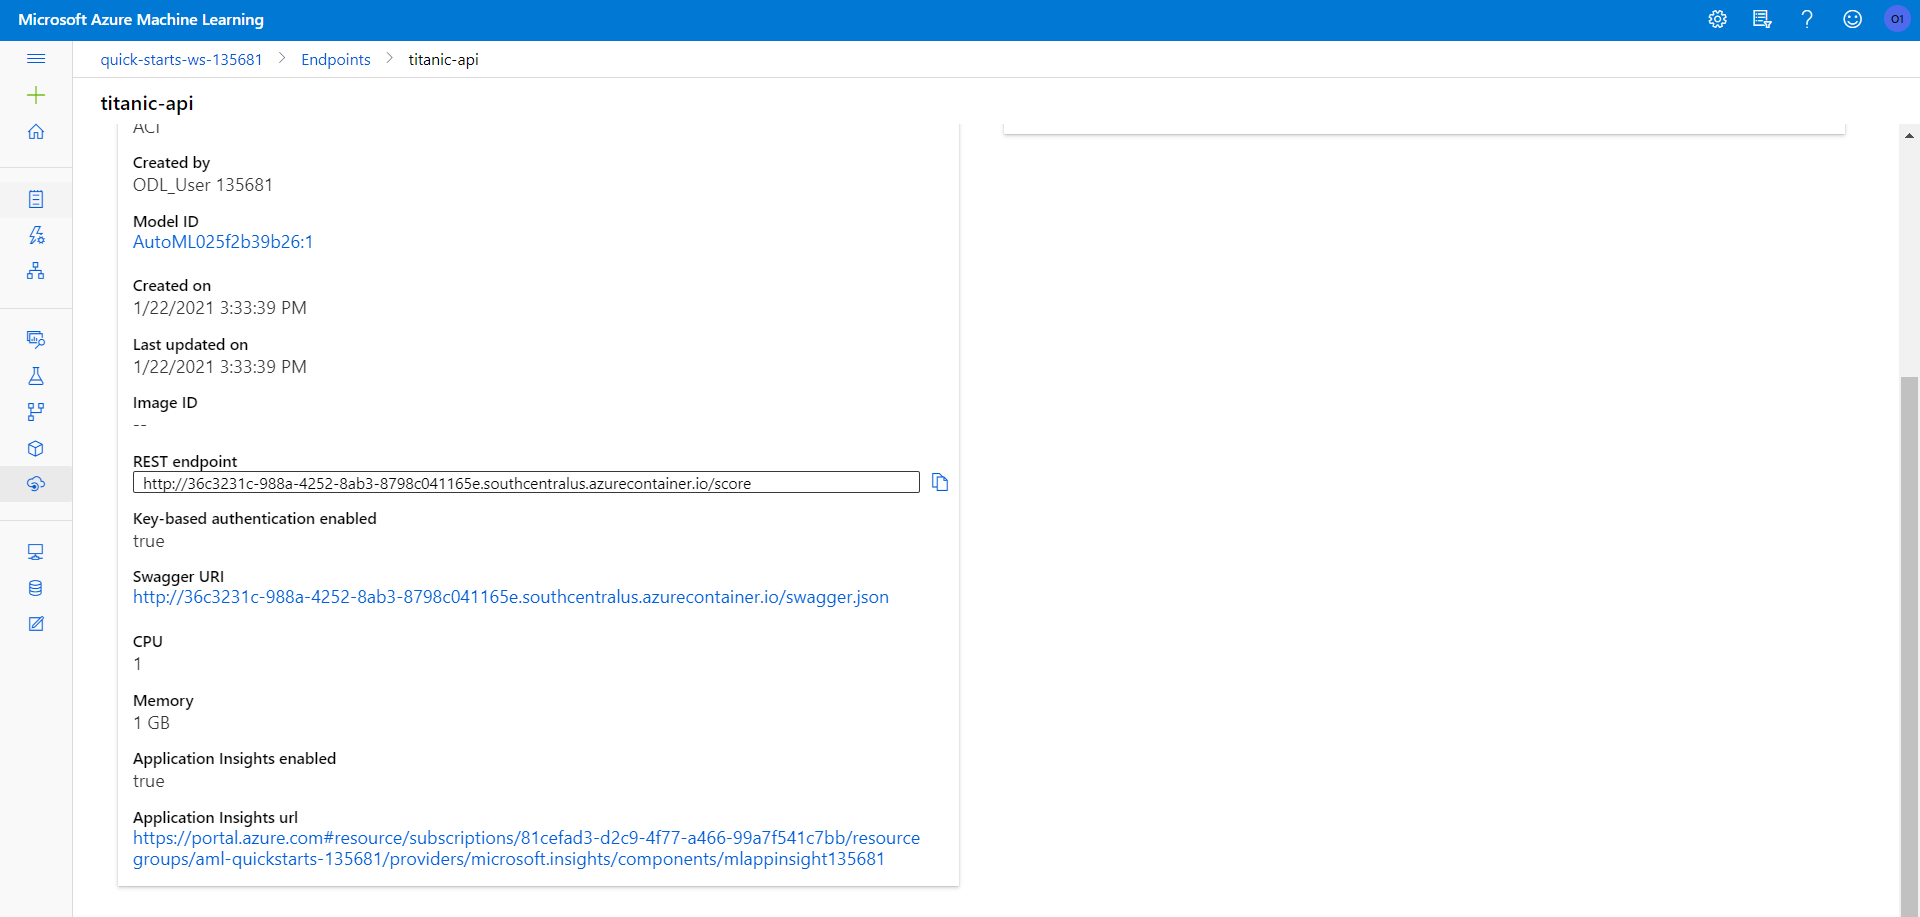 Microsoft Azure Machine Learning
01
quick-starts-ws-135681 > Endpoints > titanic-api
titanic-api
ACI
Created by
ODL_User 135681
Model ID
AutoML025f2b39b26:1
Created on
1/22/2021 3:33:39 PM
Last updated on
1/22/2021 3:33:39 PM
Image ID
--
REST endpoint
http://36c3231c-988a-4252-8ab3-8798c041165e.southcentralus.azurecontainer.io/score
Key-based authentication enabled
true
Swagger URI
http://36c3231c-988a-4252-8ab3-8798c041165e.southcentralus.azurecontainer.io/swagger.json
CPU
1
Memory
1 GB
Application Insights enabled
true
Application Insights url
https://portal.azure.com#resource/subscriptions/81cefad3-d2c9-4f77-a466-99a7f541c7bb/resource
groups/aml-quickstarts-135681/providers/microsoft.insights/components/mlappinsight135681